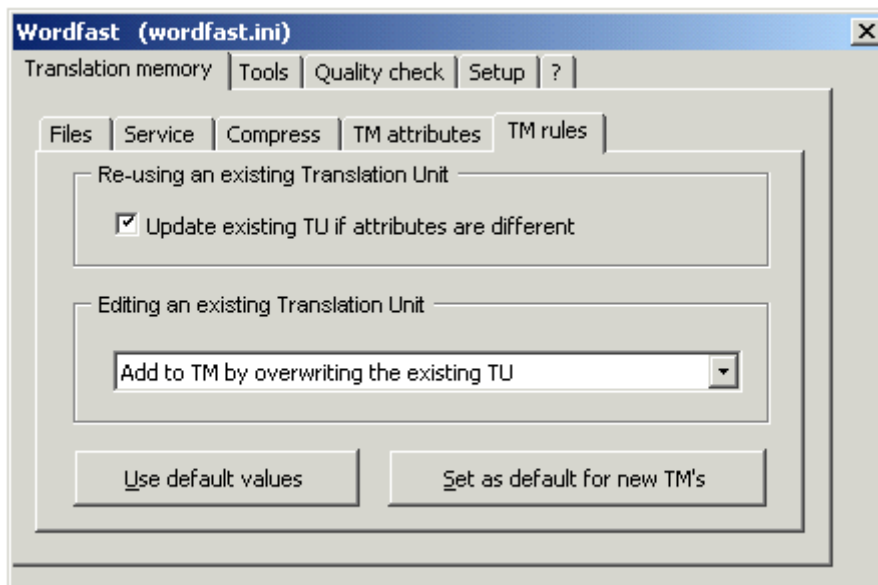 Wordfast (wordfast.ini)
Translation memory Tools Quality check Setup ?
Files Service Compress TM attributes TM rules
Re-using an existing Translation Unit
Update existing TU if attributes are different
Editing an existing Translation Unit
Add to TM by overwriting the existing TU
Use default values Set as default for new TM's